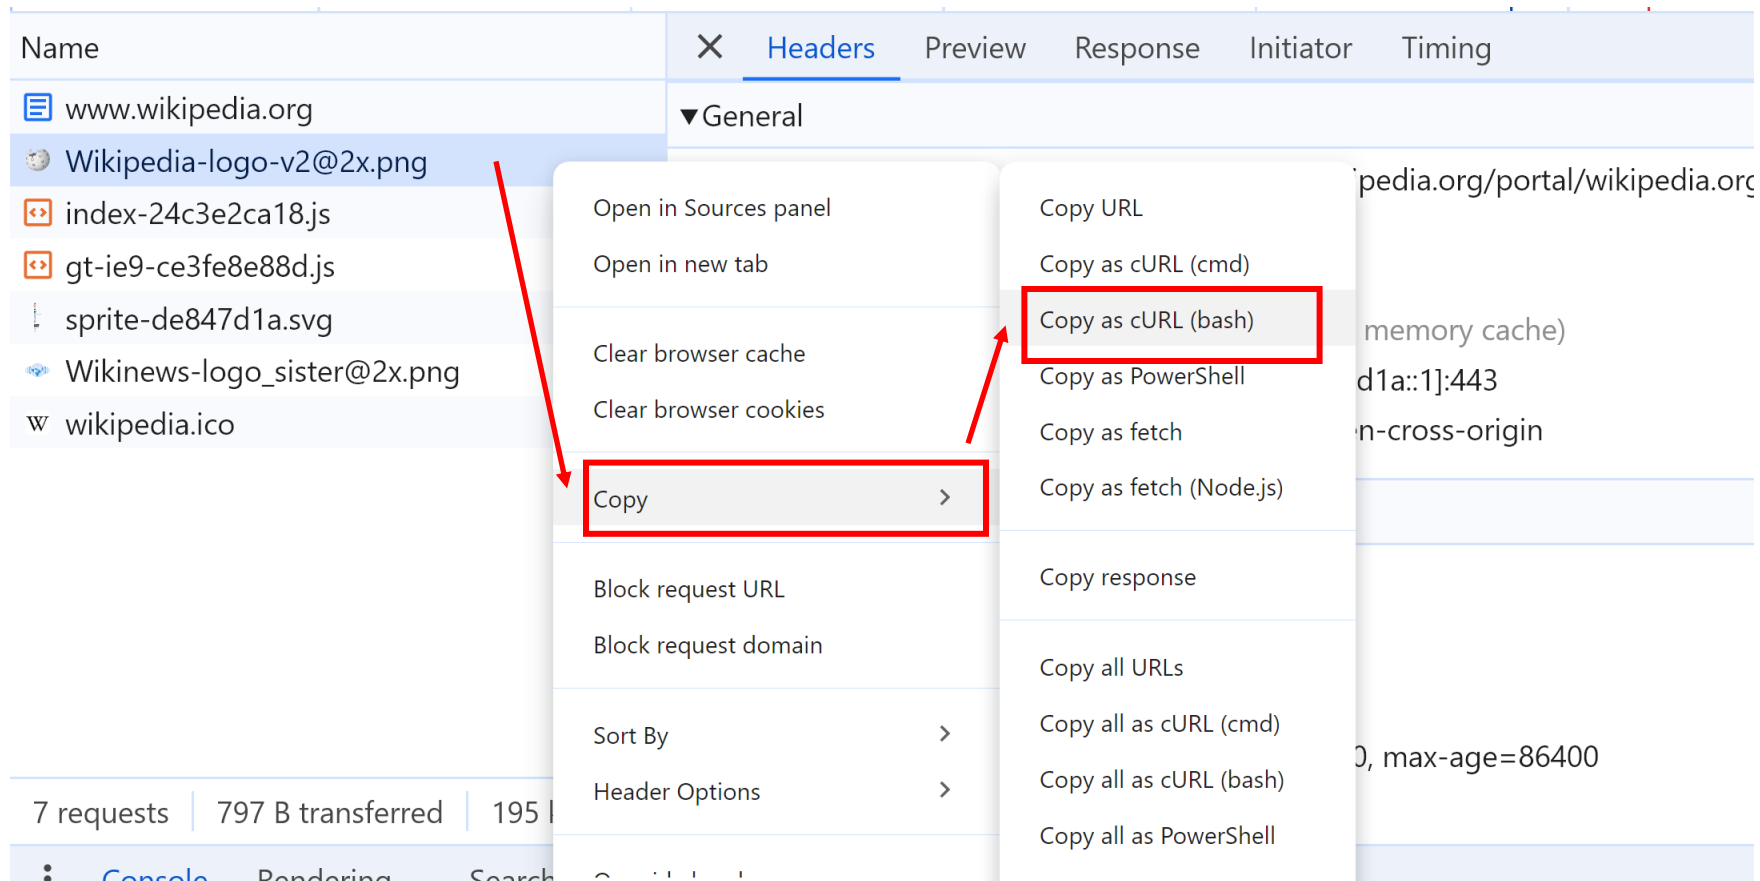 Name
www.wikipedia.org
Wikipedia-logo-v2@2x.png
index-24c3e2ca18.js
gt-ie9-ce3fe8e88d.js
sprite-de847d1a.svg
Wikinews-logo_sister@2x.png
W wikipedia.ico
7 requests 797 B transferred 195
Console Rendering Search
Headers Preview Response Initiator Timing
General
ipedia.org/portal/wikipedia.org
memory cache)
d1a::1]:443
en-cross-origin
0, max-age=86400
Open in Sources panel
Open in new tab
Clear browser cache
Clear browser cookies
Copy
Block request URL
Block request domain
Sort By
Header Options
Copy URL
Copy as cURL (cmd)
Copy as cURL (bash)
Copy as PowerShell
Copy as fetch
Copy as fetch (Node.js)
Copy response
Copy all URLs
Copy all as cURL (cmd)
Copy all as cURL (bash)
Copy all as PowerShell